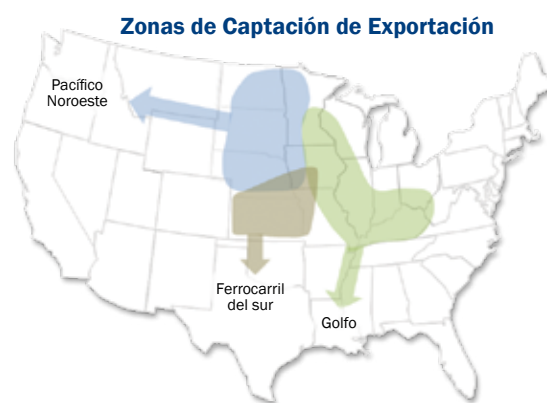 Zonas de Captación de Exportación
Pacífico
Noroeste
Ferrocarril
del sur
Golfo